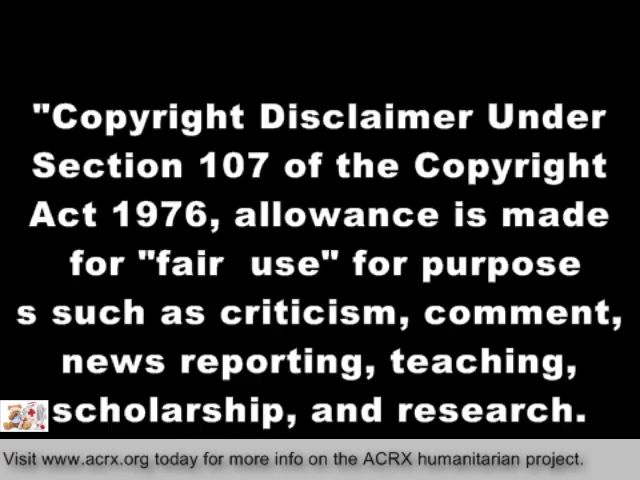 "Copyright Disclaimer Under
Section 107 of the Copyright
Act 1976, allowance is made
for "fair  use" for purpose
s such as criticism, comment,
news reporting, teaching,
scholarship, and research.
Visit www.acrx.org today for more info on the ACRX humanitarian project.